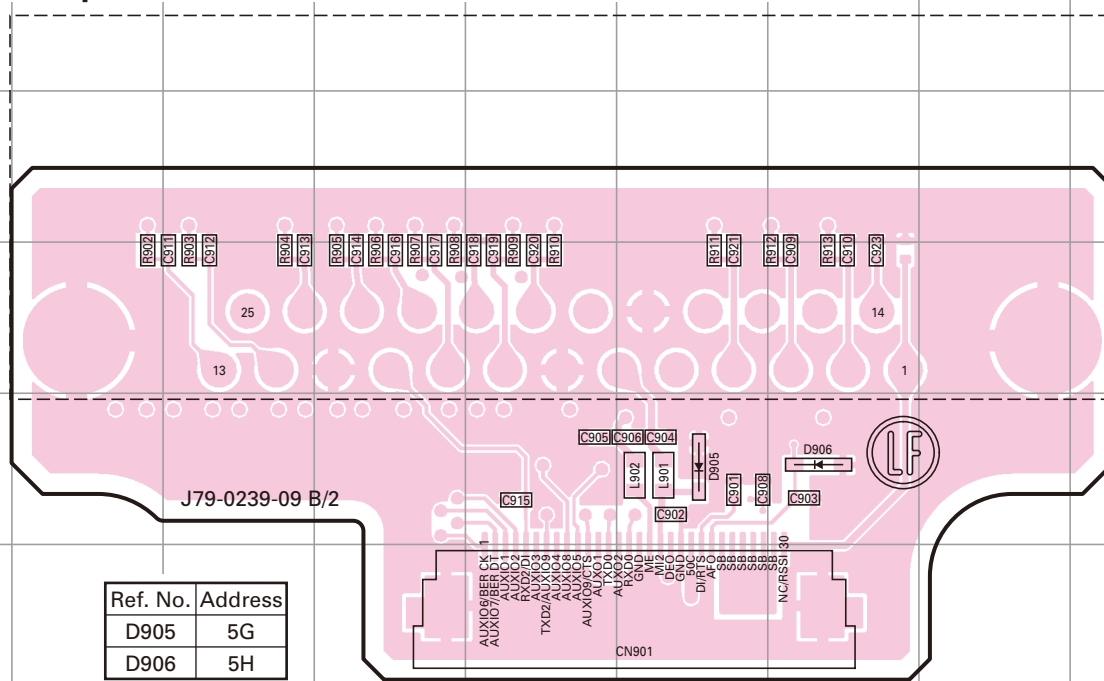 R902 C911 R903 C912 R904 C913 R905 C914 R906 C916 R907 C917 R908 C918 C919 R909 C920 R910 R911 C921 R912 C909 R913 C910 C923
25 14
13 1
C905 C906 C904
L902 L901 D905 D906
LF
C915 C902 C901 C908 C903
J79-0239-09 B/2
1
AUXIO6/BER CK
AUXIO7/BER DT
AUXIO1
AUXIO2
RXD2/DI
AUXIO3
TXD2/AUXIO9
AUXIO4
AUXIO8
AUXIO5
AUXIO9/CTS
AUXO1
TXD0
AUXO2
RXD0
GND
ME
MI2
DEO
GND
50C
DI/RTS
AFO
SB
SB
SB
SB
SB
SB
NC/RSSI
30
CN901
Ref. No. Address
D905 5G
D906 5H